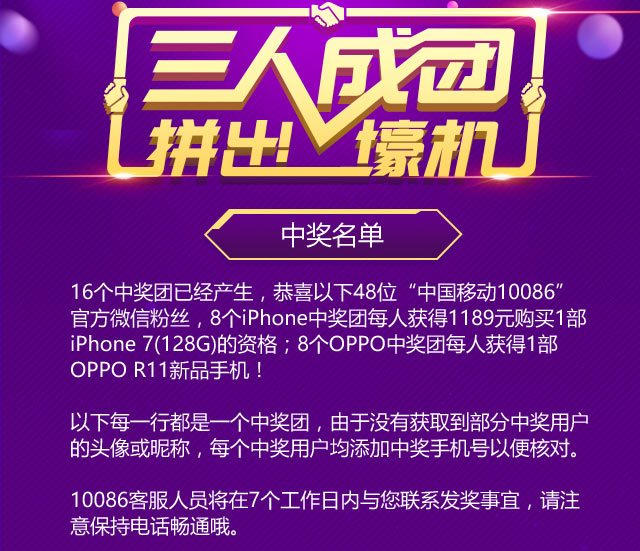 三人成团
拼出壕机
中奖名单
16个中奖团已经产生，恭喜以下48位“中国移动10086”
官方微信粉丝，8个iPhone中奖团每人获得1189元购买1部
iPhone 7(128G)的资格；8个OPPO中奖团每人获得1部
OPPO R11新品手机！
以下每一行都是一个中奖团，由于没有获取到部分中奖用户
的头像或昵称，每个中奖用户均添加中奖手机号以便核对。
10086客服人员将在7个工作日内与您联系发奖事宜，请注
意保持电话畅通哦。